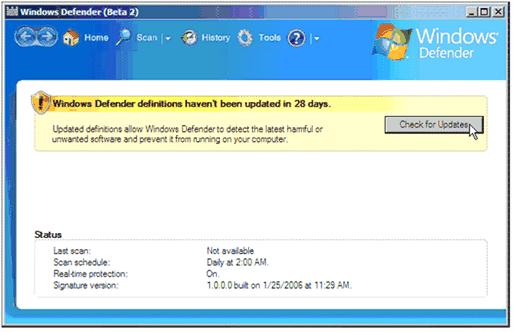 Windows Defender (Beta 2)
Home Scan History Tools
Windows®
Defender
Windows Defender definitions haven't been updated in 28 days.
Updated definitions allow Windows Defender to detect the latest harmful or
unwanted software and prevent it from running on your computer.
Check for Updates
Status
Last scan: Not available
Scan schedule: Daily at 2:00 AM.
Real-time protection: On.
Signature version: 1.0.0.0 built on 1/25/2006 at 11:29 AM.